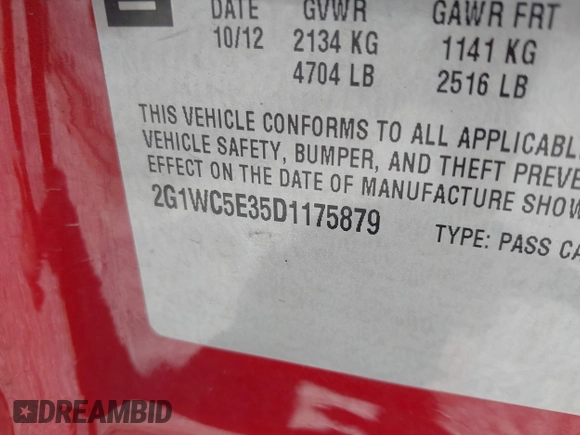 DATE GVWR GAWR FRT
10/12 2134 KG 1141 KG
4704 LB 2516 LB
THIS VEHICLE CONFORMS TO ALL APPLICABL
VEHICLE SAFETY, BUMPER, AND THEFT PREVE
EFFECT ON THE DATE OF MANUFACTURE SHOW
2G1WC5E35D1175879 TYPE: PASS CA
DREAMBID